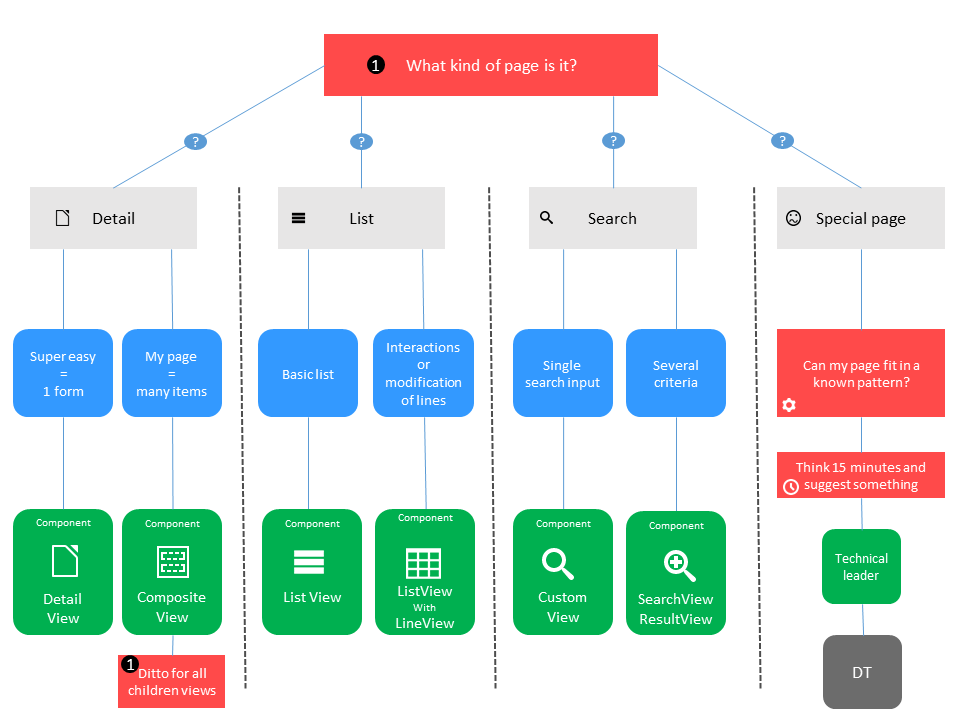 1 What kind of page is it?
?
?
?
?
Detail
List
Search
Special page
Super easy
=
1 form
My page
=
many items
Basic list
Interactions
or
modification
of lines
Single
search input
Several
criteria
Can my page fit in a
known pattern?
Think 15 minutes and
suggest something
Component
Detail
View
Component
Composite
View
Component
List View
Component
ListView
With
LineView
Component
Custom
View
Component
SearchView
ResultView
Technical
leader
1 Ditto for all
children views
DT